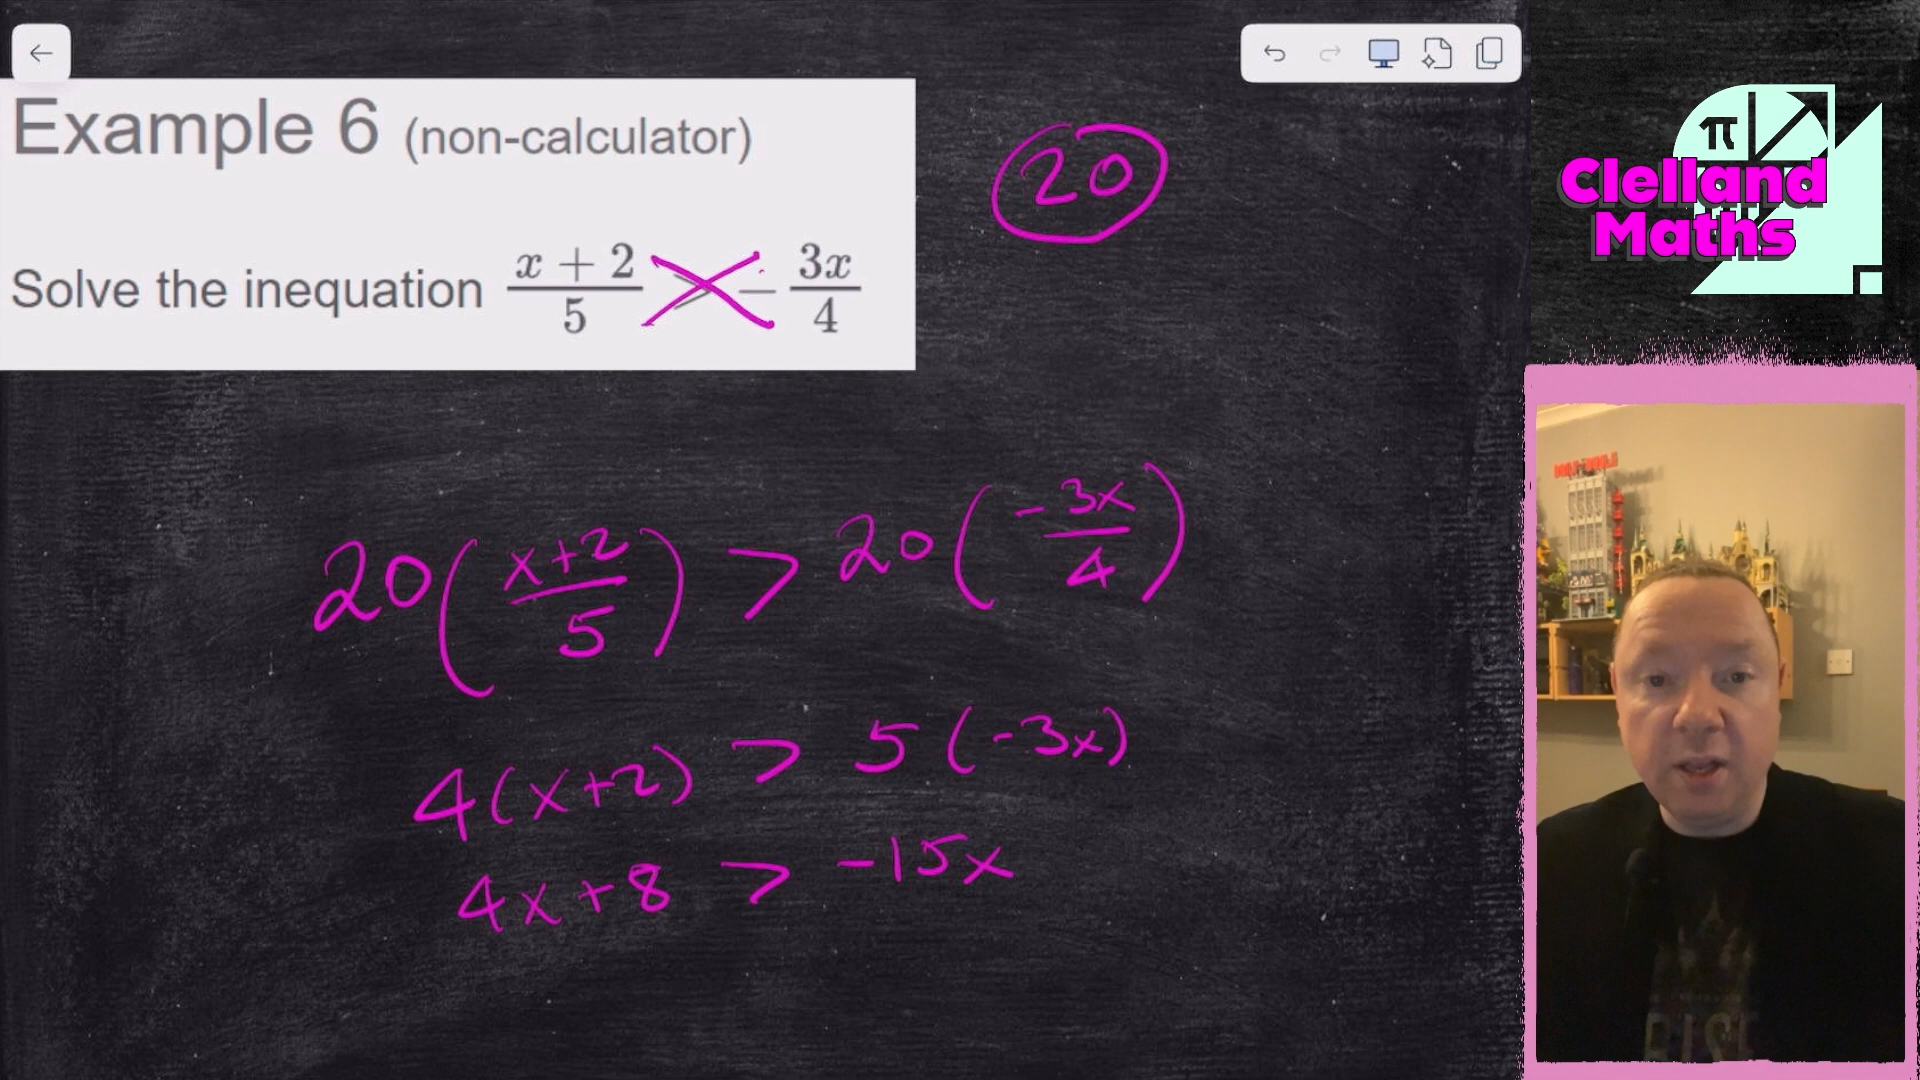 Example 6 (non-calculator)
Solve the inequation (x + 2)/5 > − 3x/4
20
20(x+2/5) > 20(-3x/4)
4(x+2) > 5(-3x)
4x+8 > -15x
π
Clelland
Maths
RISE